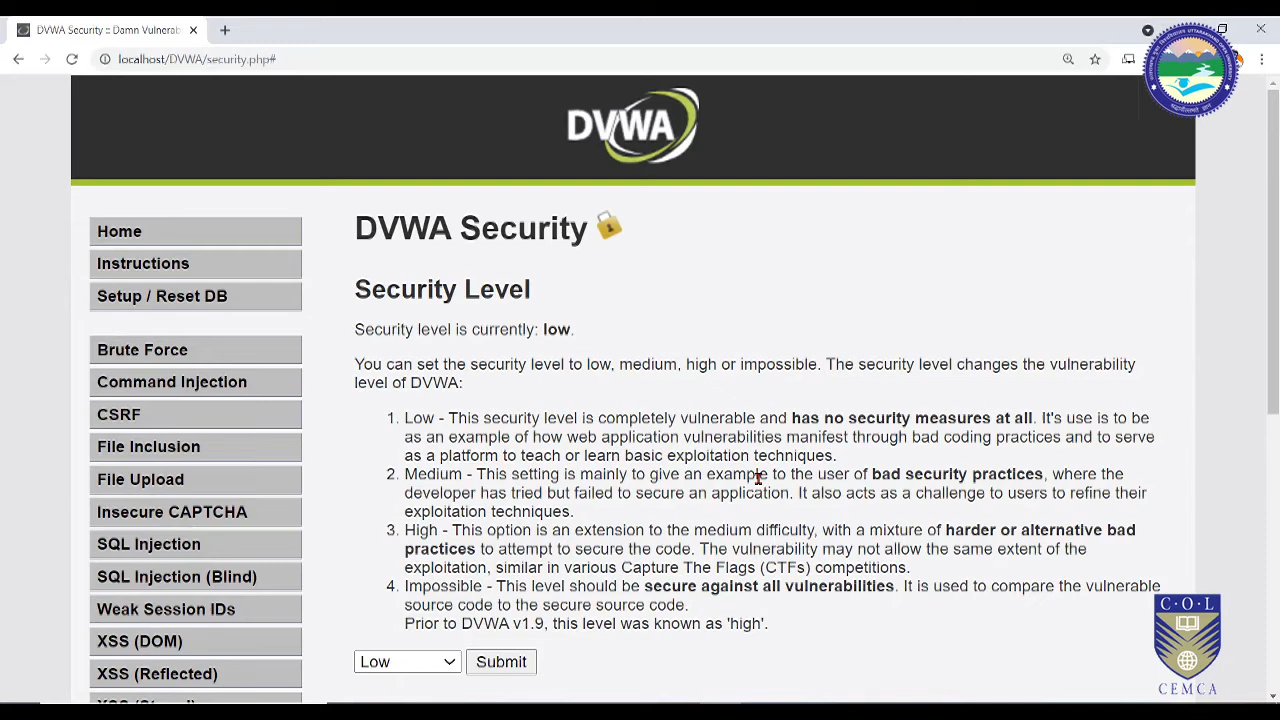 DVWA Security :: Damn Vulnerab
localhost/DVWA/security.php#
DVWA
Home
Instructions
Setup / Reset DB
Brute Force
Command Injection
CSRF
File Inclusion
File Upload
Insecure CAPTCHA
SQL Injection
SQL Injection (Blind)
Weak Session IDs
XSS (DOM)
XSS (Reflected)
DVWA Security
Security Level
Security level is currently: low.
You can set the security level to low, medium, high or impossible. The security level changes the vulnerability
level of DVWA:
1. Low - This security level is completely vulnerable and has no security measures at all. It's use is to be
as an example of how web application vulnerabilities manifest through bad coding practices and to serve
as a platform to teach or learn basic exploitation techniques.
2. Medium - This setting is mainly to give an example to the user of bad security practices, where the
developer has tried but failed to secure an application. It also acts as a challenge to users to refine their
exploitation techniques.
3. High - This option is an extension to the medium difficulty, with a mixture of harder or alternative bad
practices to attempt to secure the code. The vulnerability may not allow the same extent of the
exploitation, similar in various Capture The Flags (CTFs) competitions.
4. Impossible - This level should be secure against all vulnerabilities. It is used to compare the vulnerable
source code to the secure source code.
Prior to DVWA v1.9, this level was known as 'high'.
Low
Submit
C·O·L
CEMCA